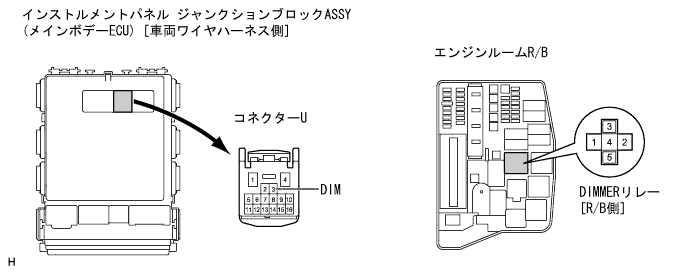 インストルメントパネル ジャンクションブロックASSY
(メインボデーECU) [車両ワイヤハーネス側]
エンジンルームR/B
コネクターU
1 4
2 3
DIM
5 6 7 8 9 10
11 12 13 14 15 16
3
1 4 2
5
DIMMERリレー
[R/B側]
H